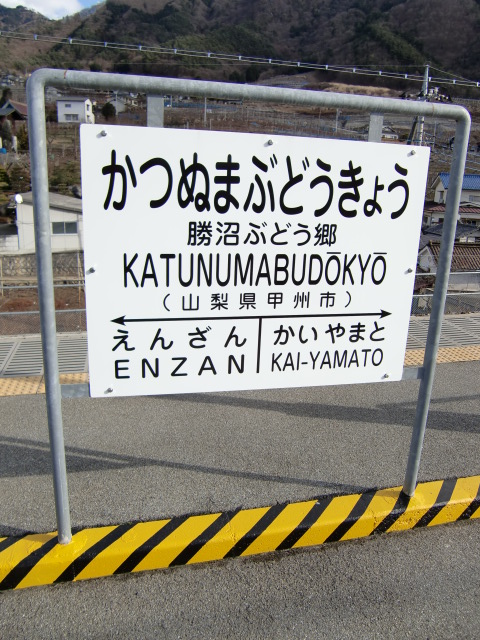 かつぬまぶどうきょう
勝沼ぶどう郷
KATUNUMABUDŌKYŌ
（山梨県甲州市）
えんざん かいやまと
ENZAN KAI-YAMATO